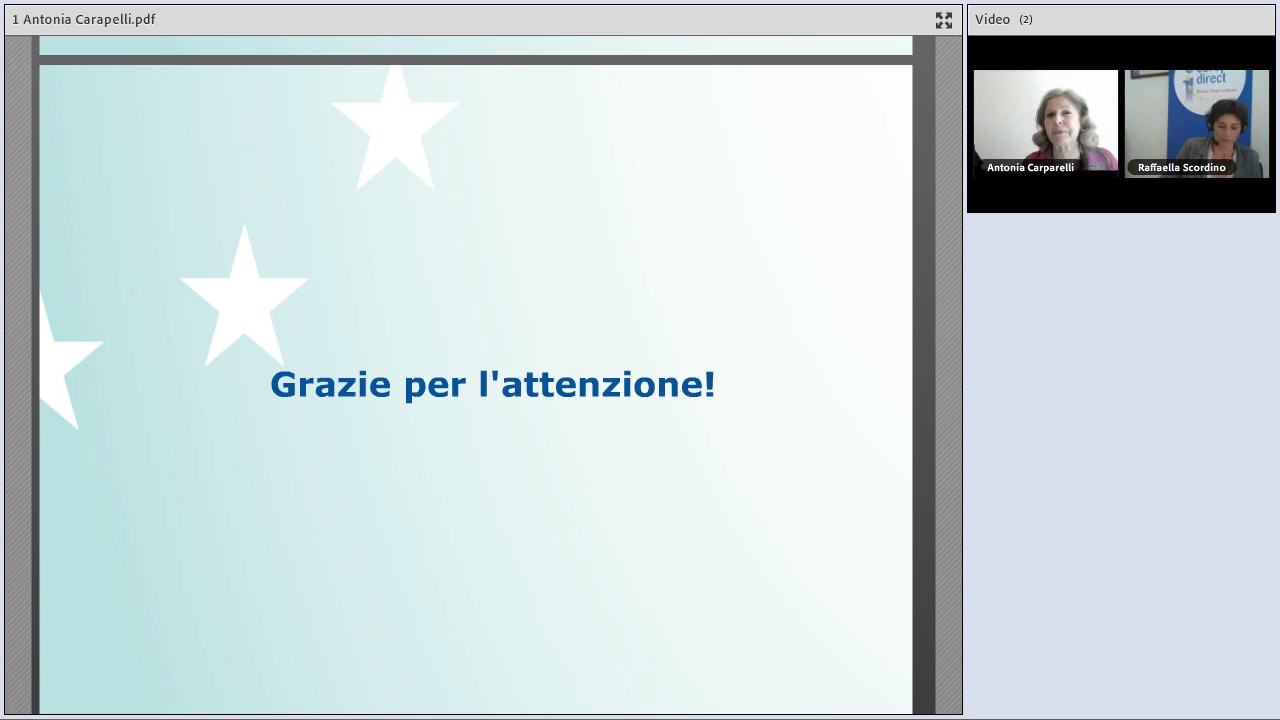 1 Antonia Carapelli.pdf
Video (2)
direct
Antonia Carparelli
Raffaella Scordino
Grazie per l'attenzione!